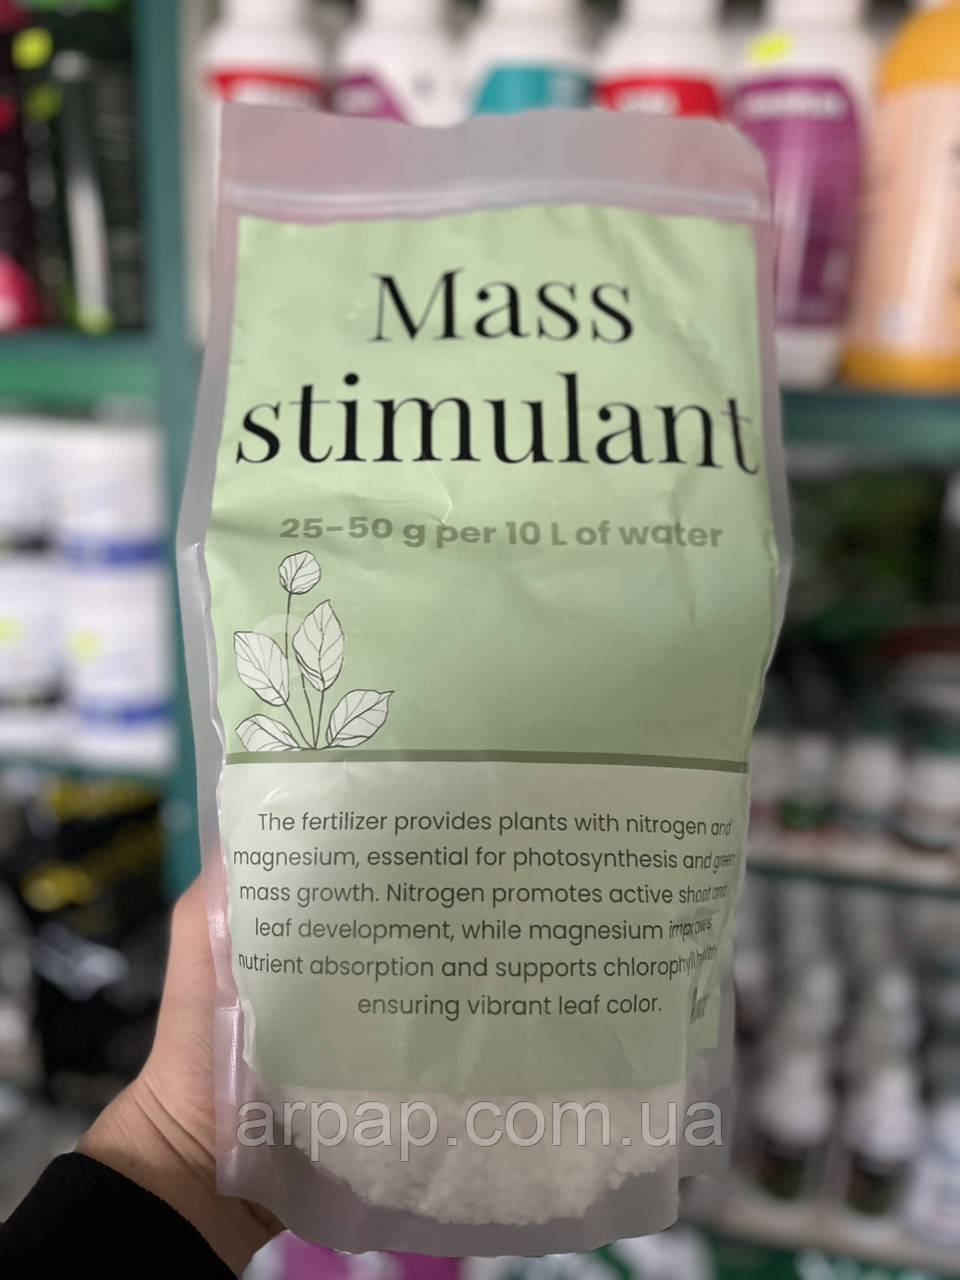 Mass
stimulant
25-50 g per 10 L of water
The fertilizer provides plants with nitrogen and
magnesium, essential for photosynthesis and green
mass growth. Nitrogen promotes active shoot and
leaf development, while magnesium improves
nutrient absorption and supports chlorophyll
ensuring vibrant leaf color.
arpap.com.ua